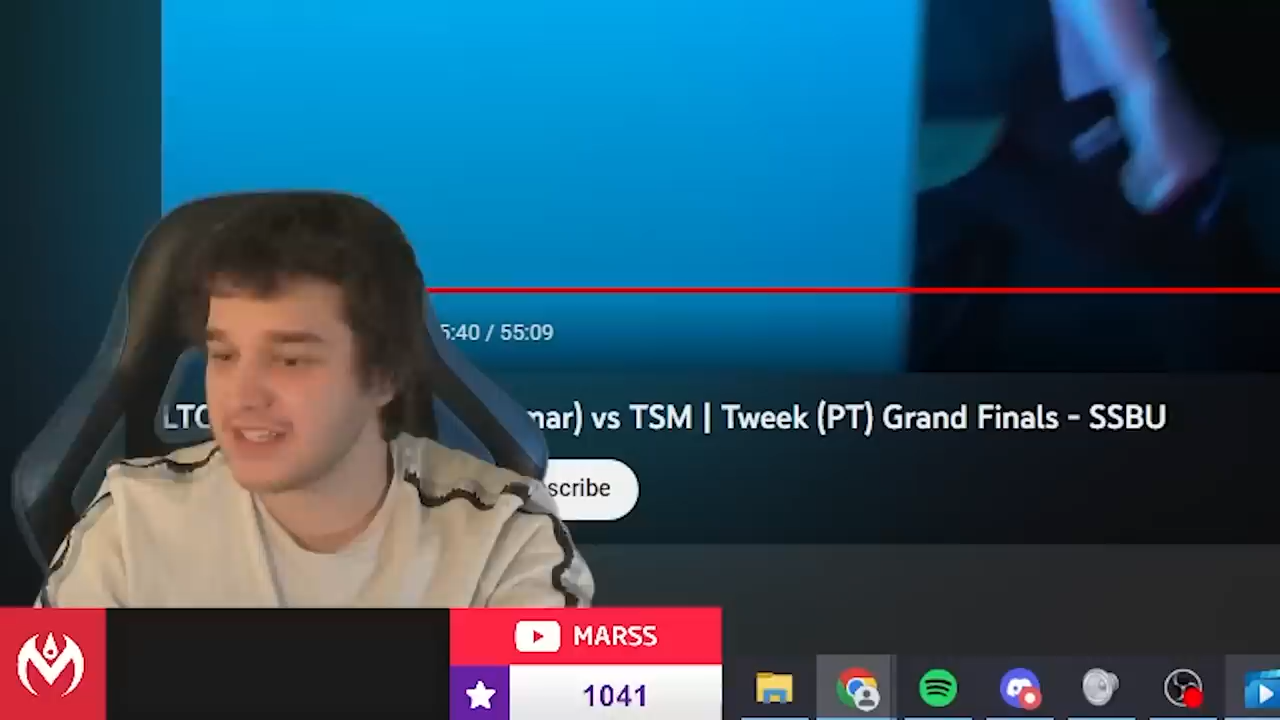 5:40 / 55:09
LTC mar) vs TSM | Tweek (PT) Grand Finals - SSBU
scribe
MARSS
1041